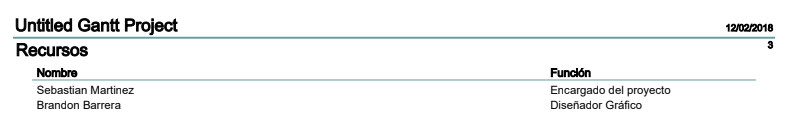 Untitled Gantt Project
12/02/2018
Recursos
3
Nombre Función
Sebastian Martinez Encargado del proyecto
Brandon Barrera Diseñador Gráfico